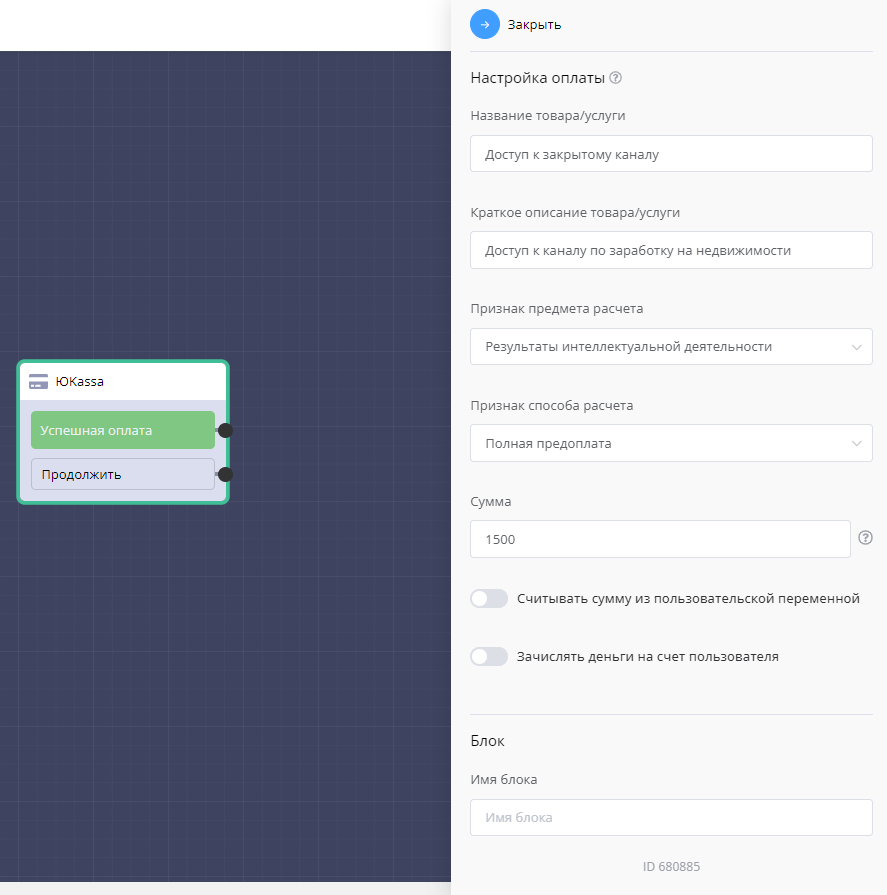 Закрыть
Настройка оплаты
Название товара/услуги
Доступ к закрытому каналу
Краткое описание товара/услуги
Доступ к каналу по заработку на недвижимости
Признак предмета расчета
Результаты интеллектуальной деятельности
Признак способа расчета
Полная предоплата
Сумма
1500
Считывать сумму из пользовательской переменной
Зачислять деньги на счет пользователя
Блок
Имя блока
Имя блока
ID 680885
ЮKassa
Успешная оплата
Продолжить